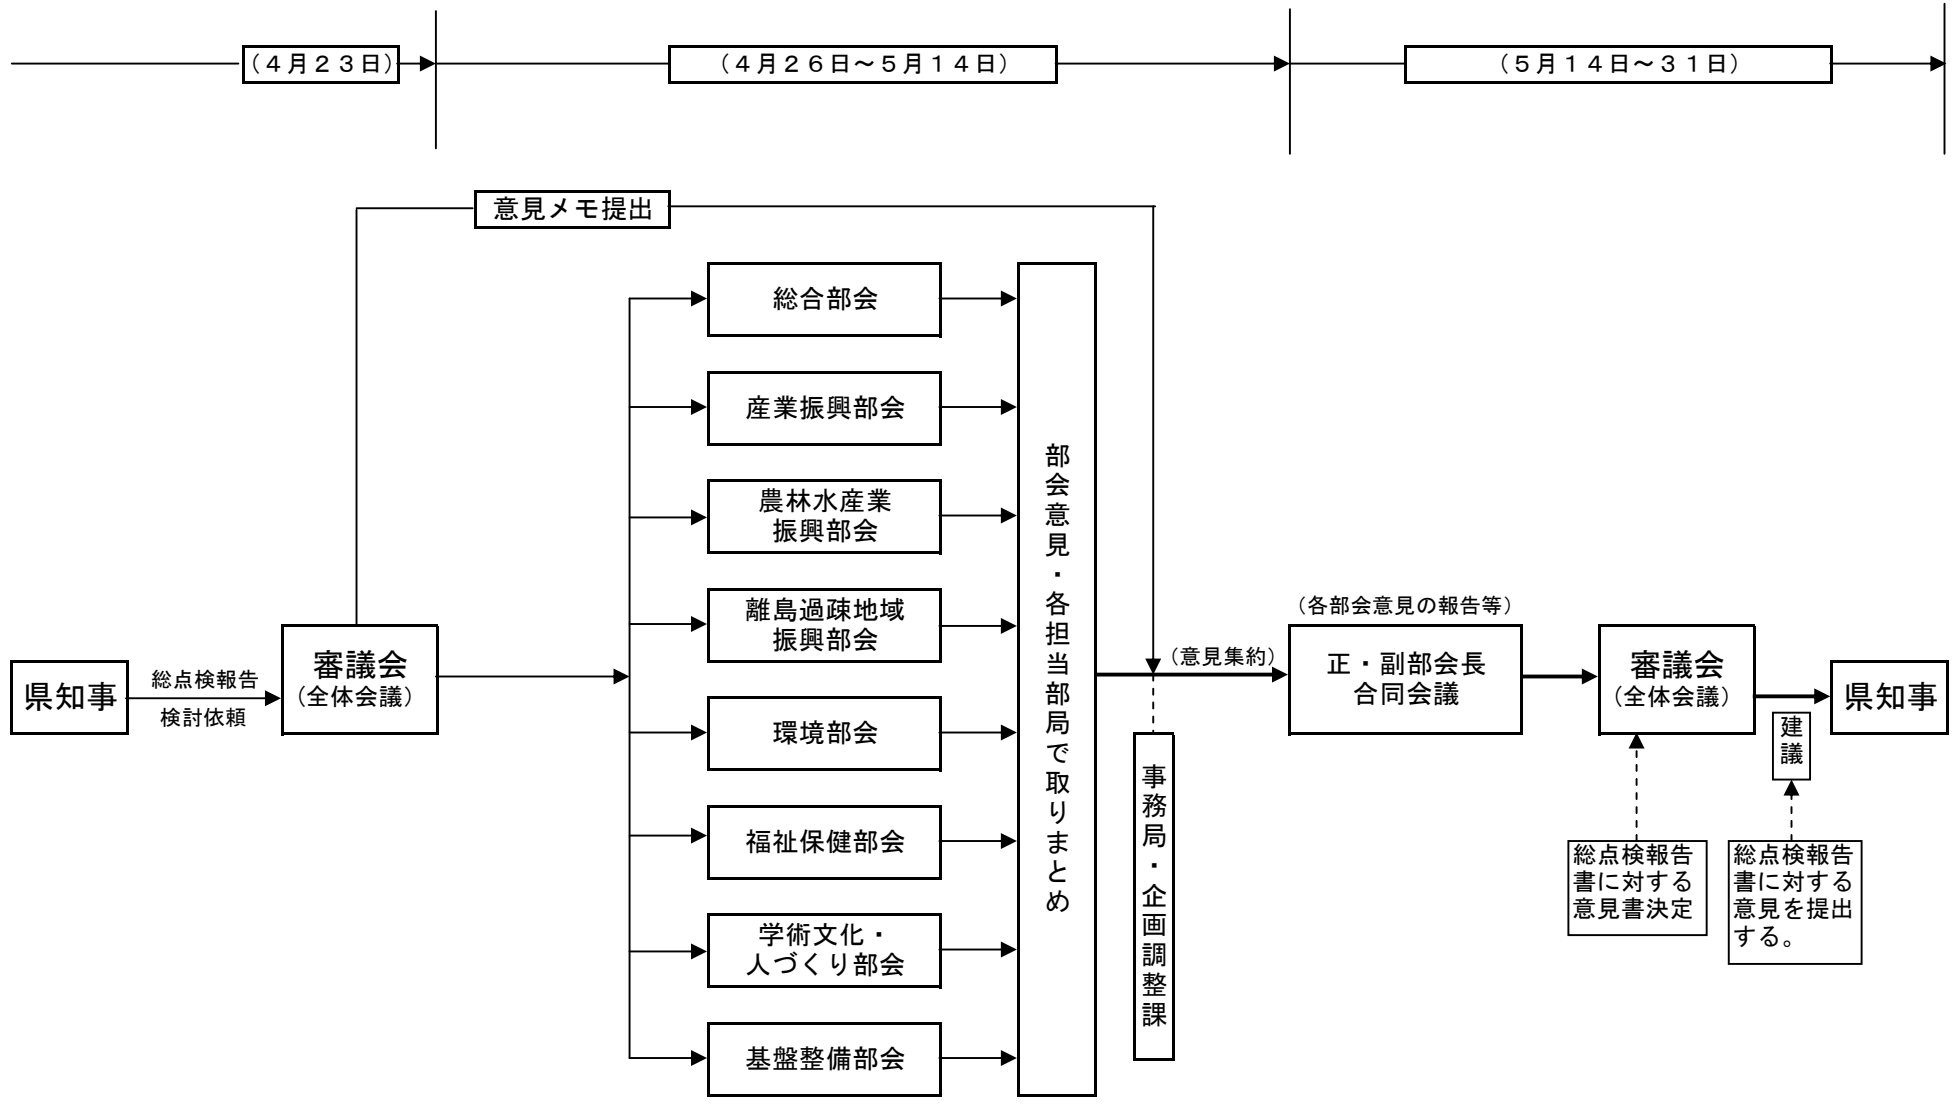 （４月２３日）
（４月２６日～５月１４日）
（５月１４日～３１日）
意見メモ提出
県知事
総点検報告
検討依頼
審議会
（全体会議）
総合部会
産業振興部会
農林水産業
振興部会
離島過疎地域
振興部会
環境部会
福祉保健部会
学術文化・
人づくり部会
基盤整備部会
部会意見・各担当部局で取りまとめ
（意見集約）
事務局・企画調整課
（各部会意見の報告等）
正・副部会長
合同会議
審議会
（全体会議）
建議
県知事
総点検報告
書に対する
意見書決定
総点検報告
書に対する
意見を提出
する。